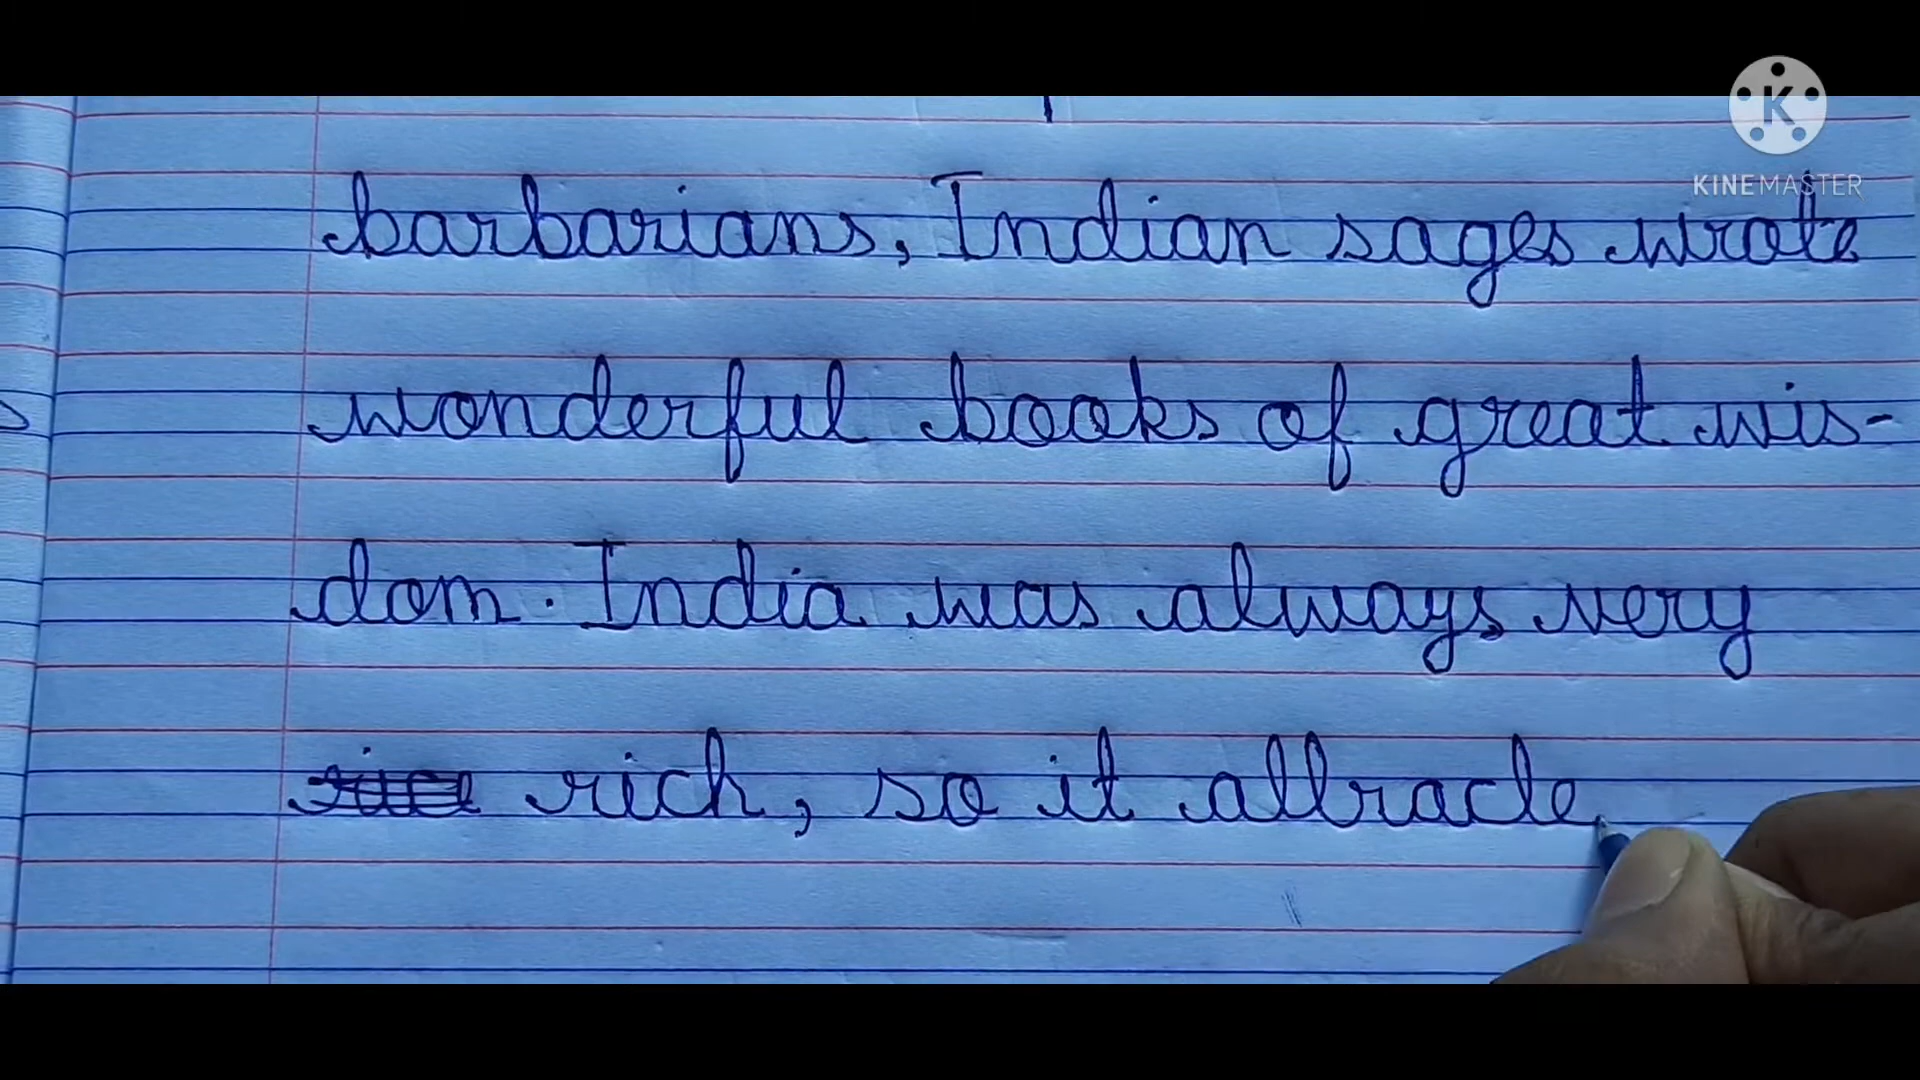 barbarians, Indian sages wrote
KINEMASTER
wonderful books of great wis-
dom. India was always very
rich, so it attracte